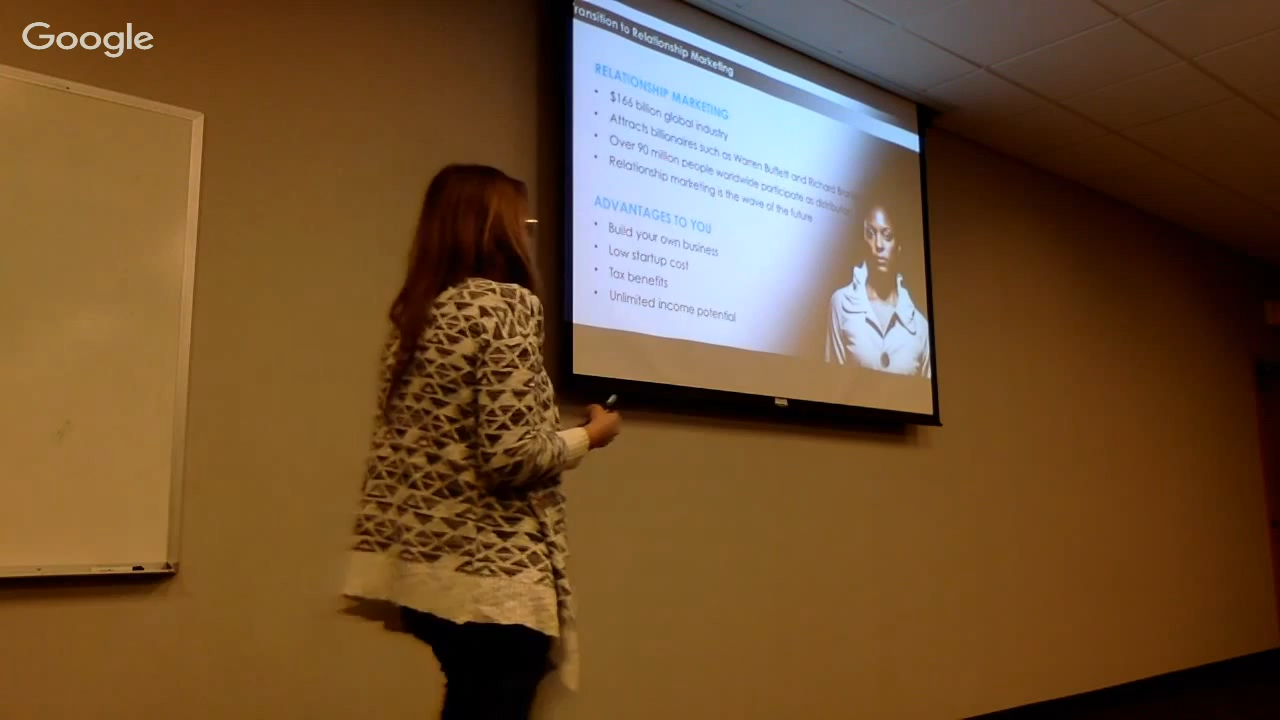 Google
Transition to Relationship Marketing
RELATIONSHIP MARKETING
• $166 billion global industry
• Attracts billionaires such as Warren Buffett and Richard
• Over 90 million people worldwide participate as
• Relationship marketing is the wave of the future
ADVANTAGES TO YOU
• Build your own business
• Low startup cost
• Tax benefits
• Unlimited income potential